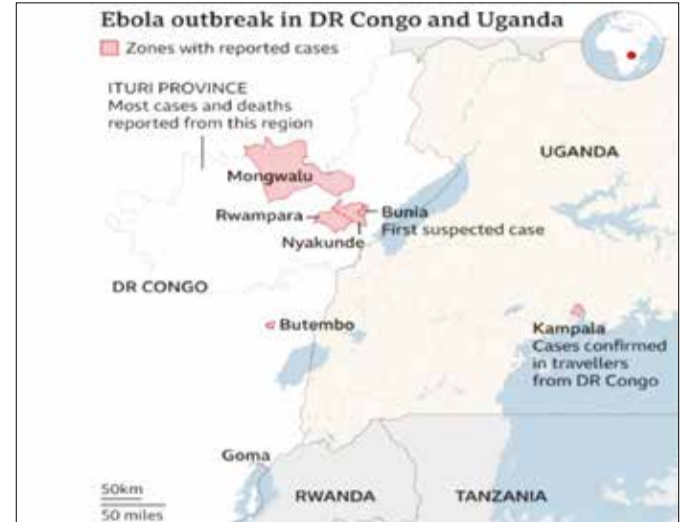 Ebola outbreak in DR Congo and Uganda
Zones with reported cases
ITURI PROVINCE
Most cases and deaths
reported from this region
UGANDA
Mongwalu
Rwampara
Bunia
First suspected case
Nyakunde
DR CONGO
Butembo
Kampala
Cases confirmed
in travellers
from DR Congo
Goma
50km
50 miles
RWANDA
TANZANIA